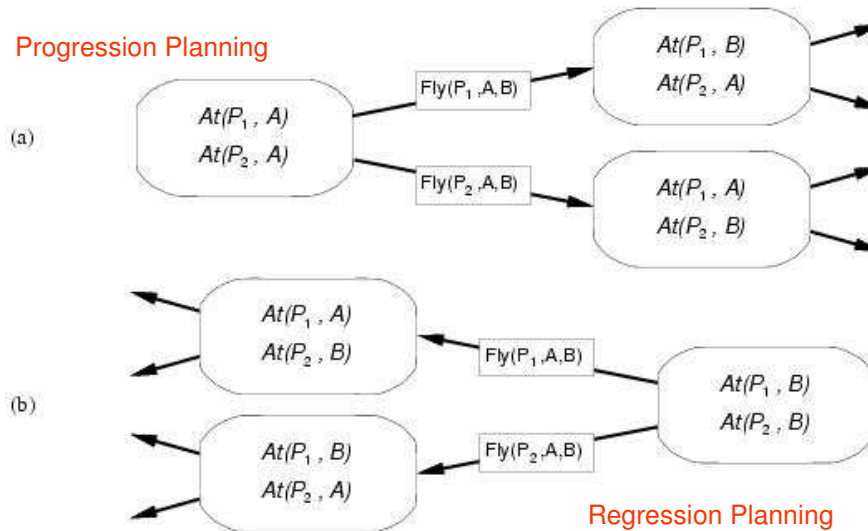 Progression Planning
(a)
At(P₁ , A)
At(P₂ , A)
Fly(P₁ ,A,B)
Fly(P₂ ,A,B)
At(P₁ , B)
At(P₂ , A)
At(P₁ , A)
At(P₂ , B)
(b)
At(P₁ , A)
At(P₂ , B)
At(P₁ , B)
At(P₂ , A)
Fly(P₁ ,A,B)
Fly(P₂ ,A,B)
At(P₁ , B)
At(P₂ , B)
Regression Planning